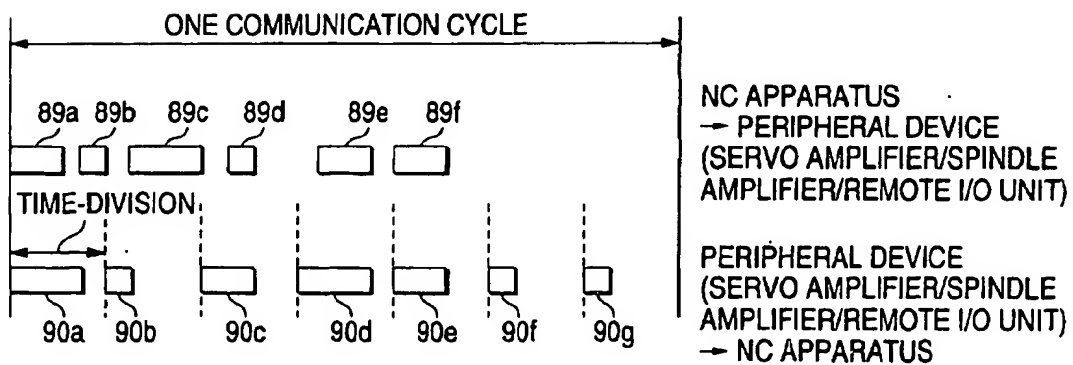 ONE COMMUNICATION CYCLE
89a 89b 89c 89d 89e 89f
NC APPARATUS
→ PERIPHERAL DEVICE
(SERVO AMPLIFIER/SPINDLE
AMPLIFIER/REMOTE I/O UNIT)
TIME-DIVISION
90a 90b 90c 90d 90e 90f 90g
PERIPHERAL DEVICE
(SERVO AMPLIFIER/SPINDLE
AMPLIFIER/REMOTE I/O UNIT)
→ NC APPARATUS